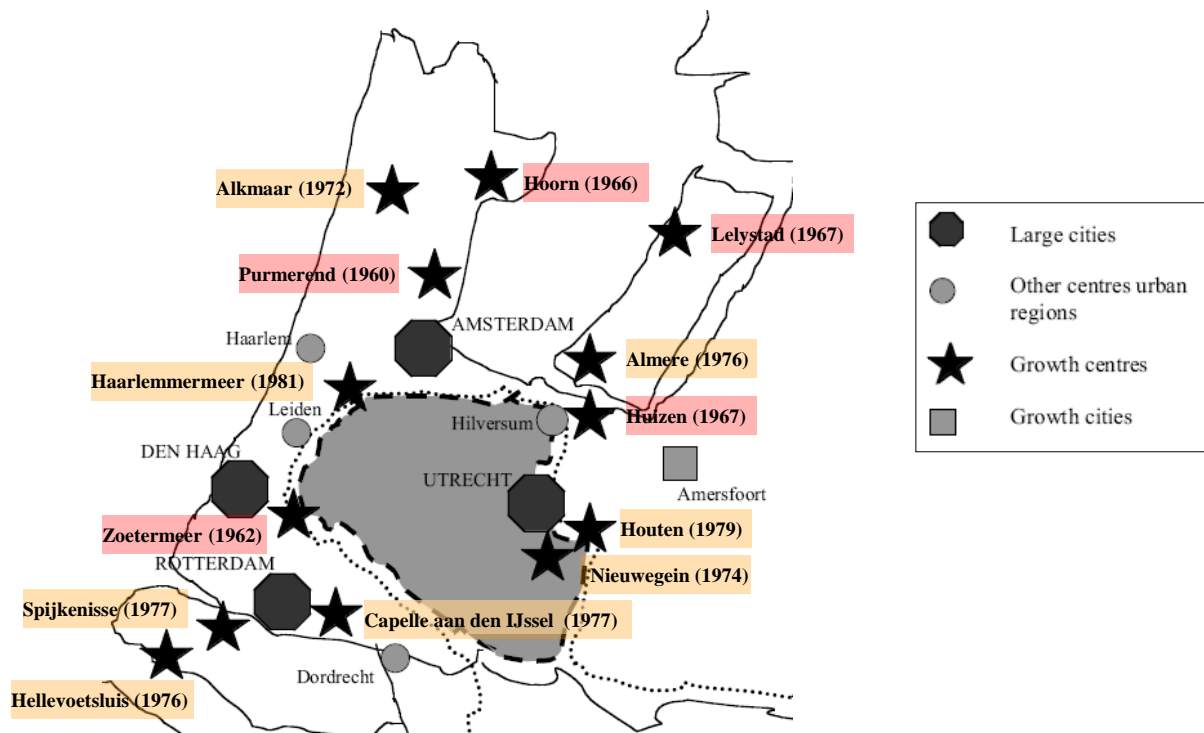 Alkmaar (1972)
Hoorn (1966)
Lelystad (1967)
Purmerend (1960)
AMSTERDAM
Haarlem
Almere (1976)
Haarlemmermeer (1981)
Leiden
Hilversum
Huizen (1967)
DEN HAAG
UTRECHT
Amersfoort
Zoetermeer (1962)
Houten (1979)
ROTTERDAM
Nieuwegein (1974)
Spijkenisse (1977)
Capelle aan den IJssel (1977)
Dordrecht
Hellevoetsluis (1976)
Large cities
Other centres urban
regions
Growth centres
Growth cities